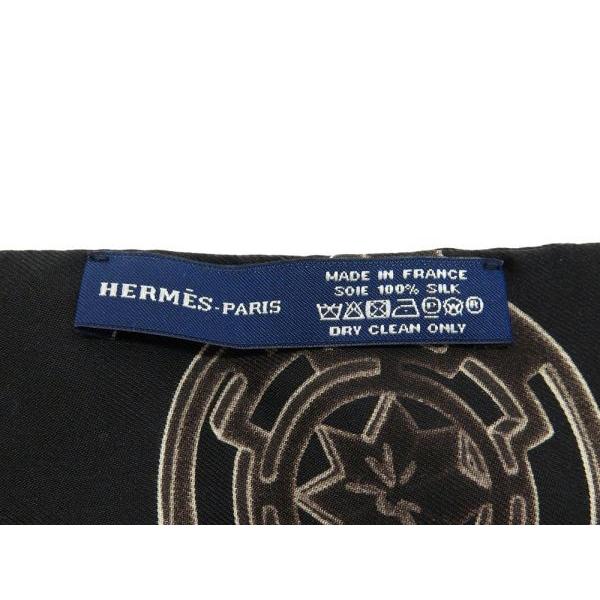 HERMÈS-PARIS
MADE IN FRANCE
SOIE 100% SILK
DRY CLEAN ONLY